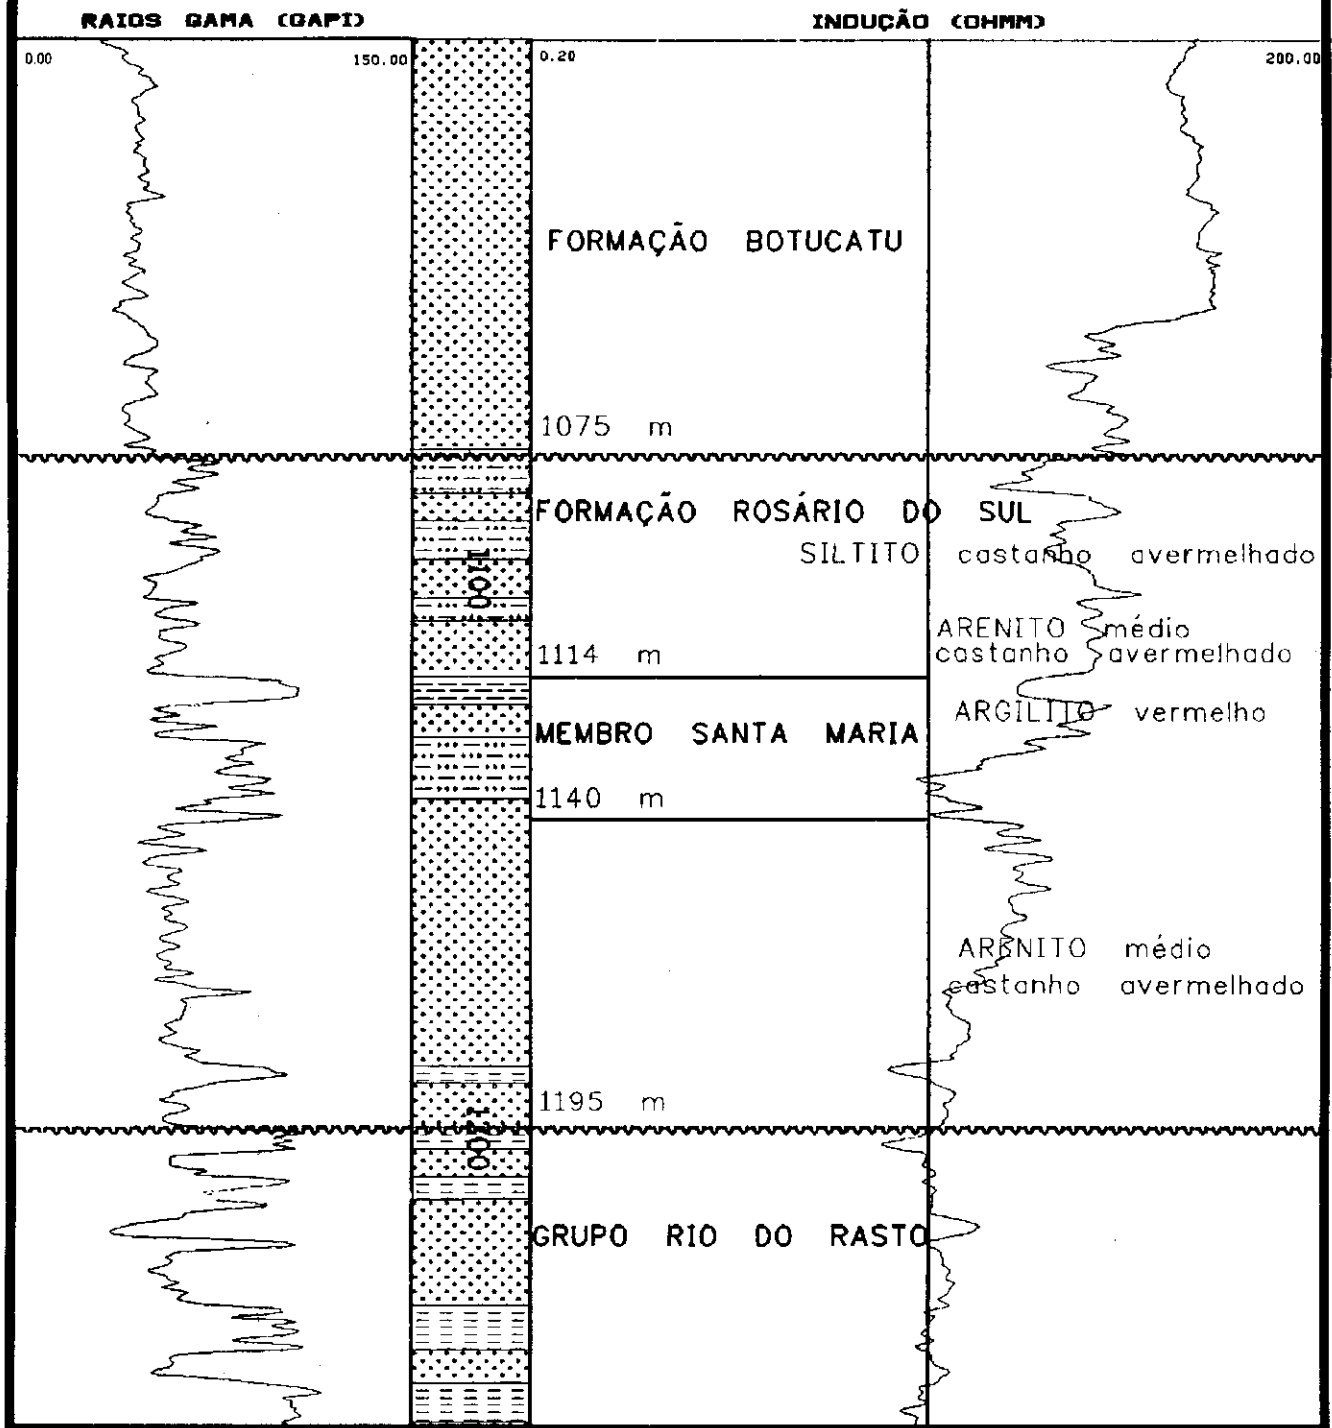 RAIOS GAMA (GAPI) INDUÇÃO (OHMM)
0.00 150.00 0.20 200.00
FORMAÇÃO BOTUCATU
1075 m
FORMAÇÃO ROSÁRIO DO SUL
SILTITO castanho avermelhado
1100
ARENITO médio
castanho avermelhado
1114 m
ARGILITO vermelho
MEMBRO SANTA MARIA
1140 m
ARENITO médio
castanho avermelhado
1195 m
1200
GRUPO RIO DO RASTO